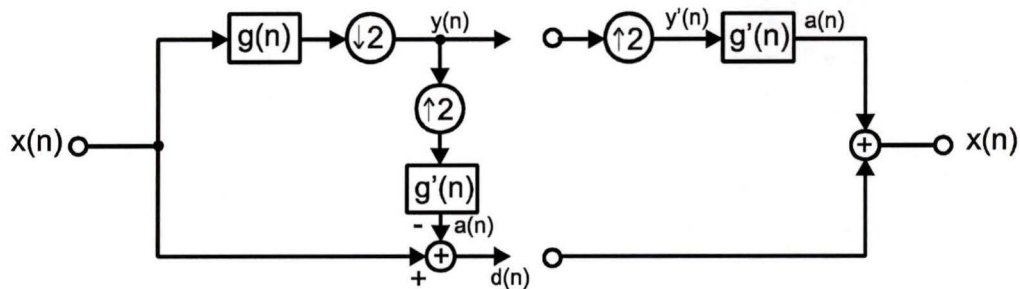 g(n)
↓2
y(n)
↑2
y'(n)
g'(n)
a(n)
↑2
x(n)
+
x(n)
g'(n)
-
a(n)
+
+
d(n)